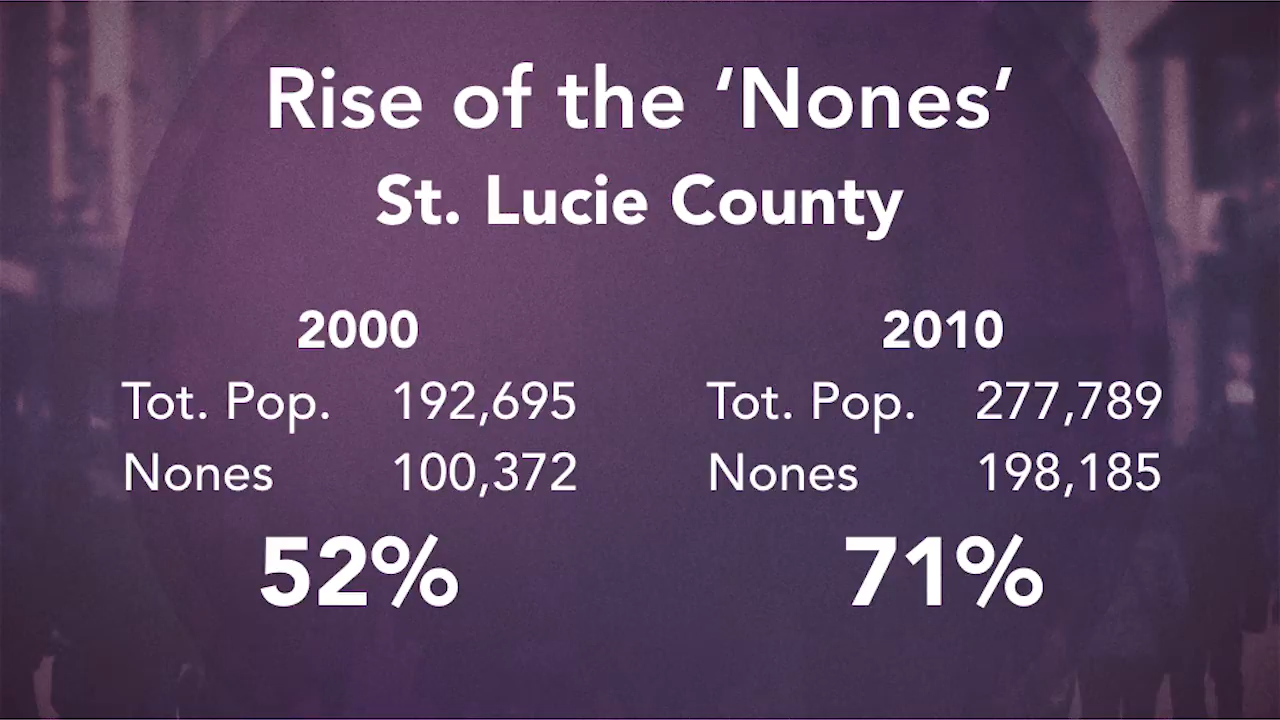 Rise of the ‘Nones’
St. Lucie County
2000
Tot. Pop. 192,695
Nones 100,372
52%
2010
Tot. Pop. 277,789
Nones 198,185
71%